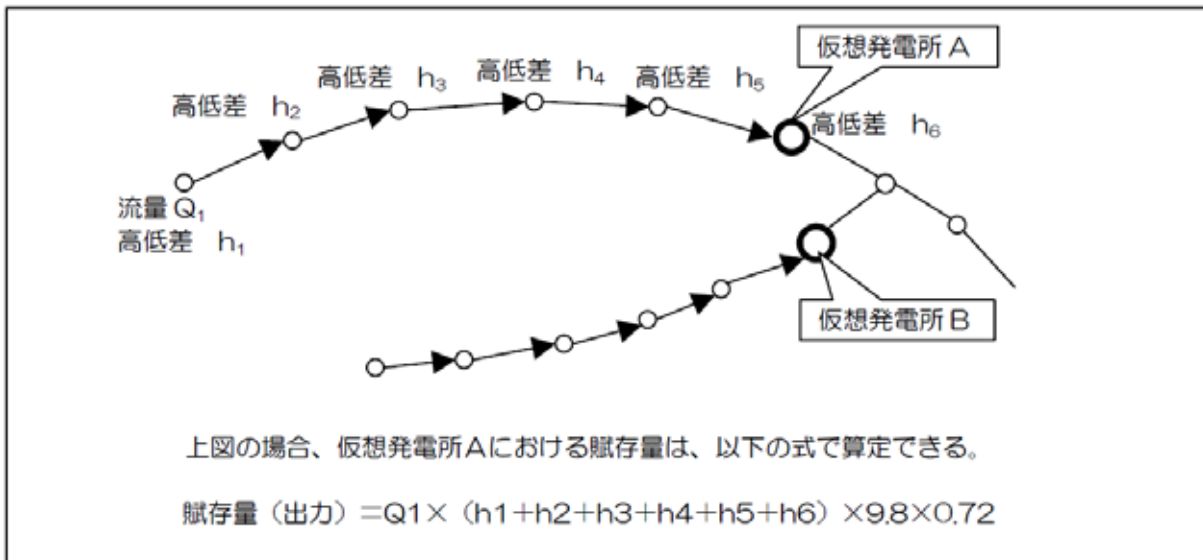 仮想発電所A
高低差 h₄
高低差 h₃
高低差 h₅
高低差 h₂
高低差 h₆
流量Q₁
高低差 h₁
仮想発電所B
上図の場合、仮想発電所Aにおける賦存量は、以下の式で算定できる。
賦存量（出力）＝Q1×（h1+h2+h3+h4+h5+h6）×9.8×0.72